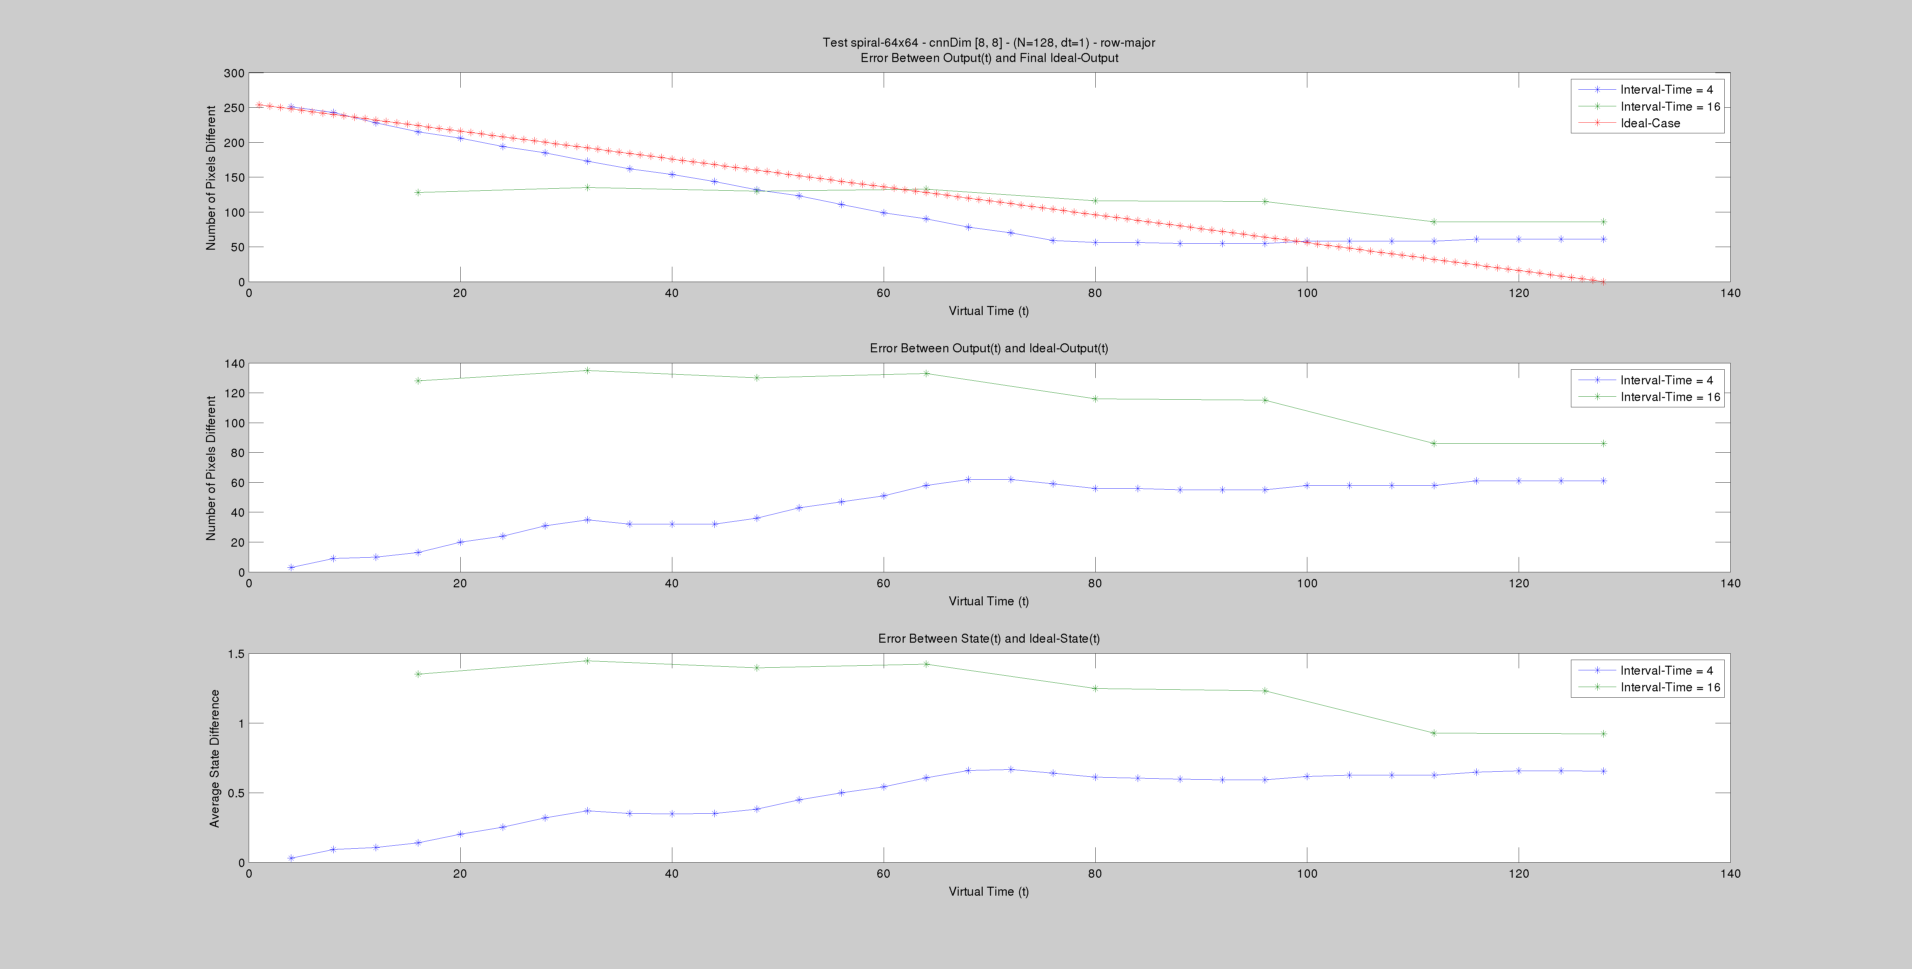 Test spiral-64x64 - cnnDim [8, 8] - (N=128, dt=1) - row-major
Error Between Output(t) and Final Ideal-Output
300
250
200
150
100
50
0
Number of Pixels Different
Interval-Time = 4
Interval-Time = 16
Ideal-Case
0 20 40 60 80 100 120 140
Virtual Time (t)
Error Between Output(t) and Ideal-Output(t)
140
120
100
80
60
40
20
0
Number of Pixels Different
Interval-Time = 4
Interval-Time = 16
0 20 40 60 80 100 120 140
Virtual Time (t)
Error Between State(t) and Ideal-State(t)
1.5
1
0.5
0
Average State Difference
Interval-Time = 4
Interval-Time = 16
0 20 40 60 80 100 120 140
Virtual Time (t)